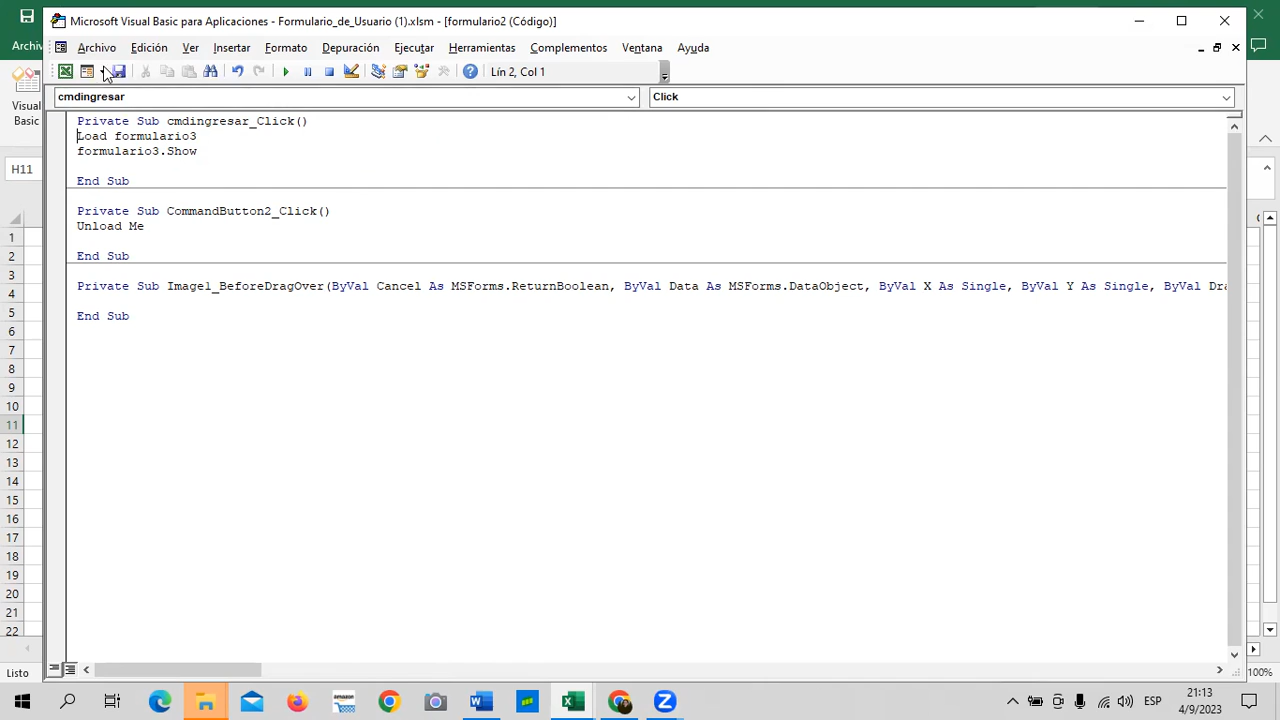 Microsoft Visual Basic para Aplicaciones - Formulario_de_Usuario (1).xlsm - [formulario2 (Código)]
Archivo Edición Ver Insertar Formato Depuración Ejecutar Herramientas Complementos Ventana Ayuda
Lín 2, Col 1
cmdingresar Click
Private Sub cmdingresar_Click()
Load formulario3
formulario3.Show
End Sub
Private Sub CommandButton2_Click()
Unload Me
End Sub
Private Sub Image1_BeforeDragOver(ByVal Cancel As MSForms.ReturnBoolean, ByVal Data As MSForms.DataObject, ByVal X As Single, ByVal Y As Single, ByVal Dra
End Sub
Archiv
Visual
Basic
H11
1
2
3
4
5
6
7
8
9
10
11
12
13
14
15
16
17
18
19
20
21
22
Listo
100%
ESP
21:13
4/9/2023